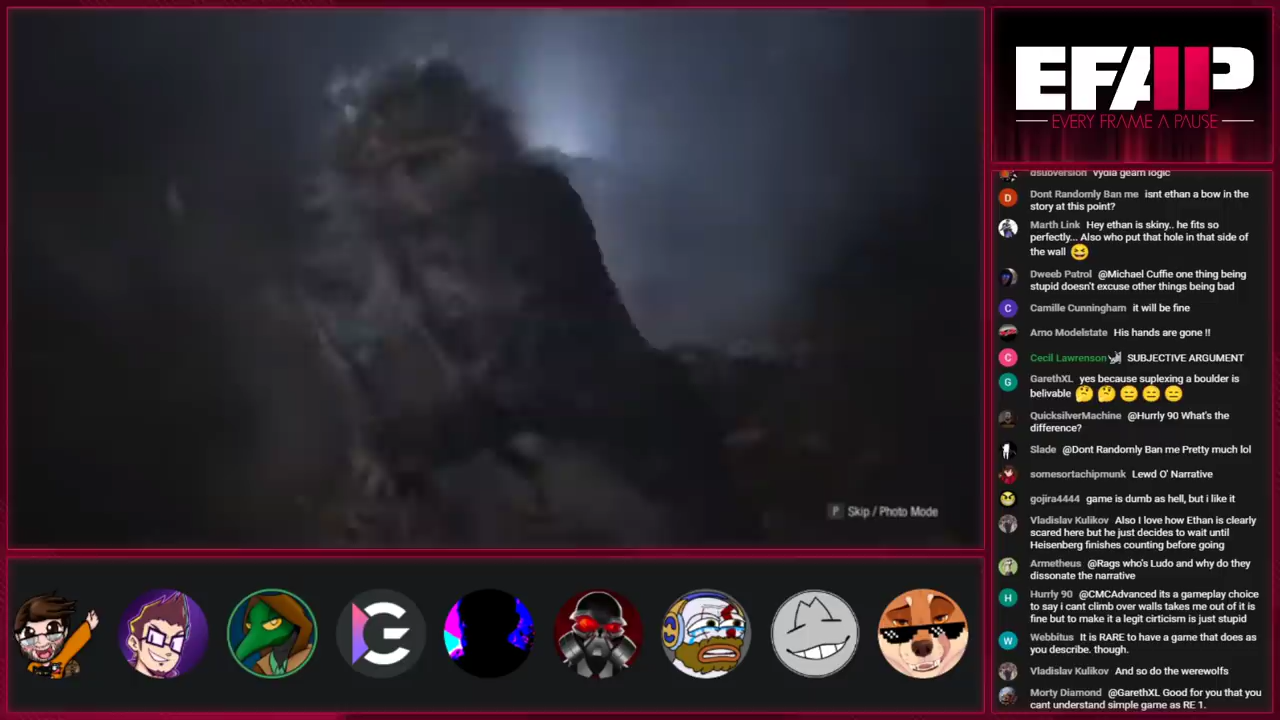 P Skip / Photo Mode
EFAP
EVERY FRAME A PAUSE
dsubversion vydia geam logic
Dont Randomly Ban me isnt ethan a bow in the
story at this point?
Marth Link Hey ethan is skiny.. he fits so
perfectly... Also who put that hole in that side of
the wall
Dweeb Patrol @Michael Cuffie one thing being
stupid doesn't excuse other things being bad
Camille Cunningham it will be fine
Arno Modelstate His hands are gone !!
Cecil Lawrenson SUBJECTIVE ARGUMENT
GarethXL yes because suplexing a boulder is
belivable
QuicksilverMachine @Hurrly 90 What's the
difference?
Slade @Dont Randomly Ban me Pretty much lol
somesortachipmunk Lewd O' Narrative
gojira4444 game is dumb as hell, but i like it
Vladislav Kulikov Also I love how Ethan is clearly
scared here but he just decides to wait until
Heisenberg finishes counting before going
Armetheus @Rags who's Ludo and why do they
dissonate the narrative
Hurrly 90 @CMCAdvanced its a gameplay choice
to say i cant climb over walls takes me out of it is
fine but to make it a legit cirticism is just stupid
Webbitus It is RARE to have a game that does as
you describe. though.
Vladislav Kulikov And so do the werewolfs
Morty Diamond @GarethXL Good for you that you
cant understand simple game as RE 1.
D
C
C
G
H
W